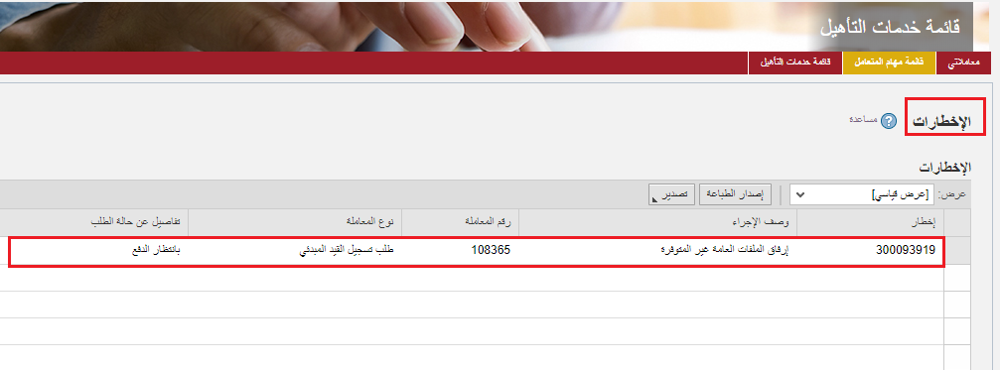 قائمة خدمات التأهيل
معاملاتي قائمة مهام المتعامل قائمة خدمات التأهيل
الإخطارات مساعدة
الإخطارات
عرض: [عرض قياسي] إصدار الطباعة تصدير
إخطار وصف الإجراء رقم المعاملة نوع المعاملة تفاصيل عن حالة الطلب
300093919 إرفاق الملفات العامة غير المتوفرة 108365 طلب تسجيل القيد المبدئي بانتظار الدفع